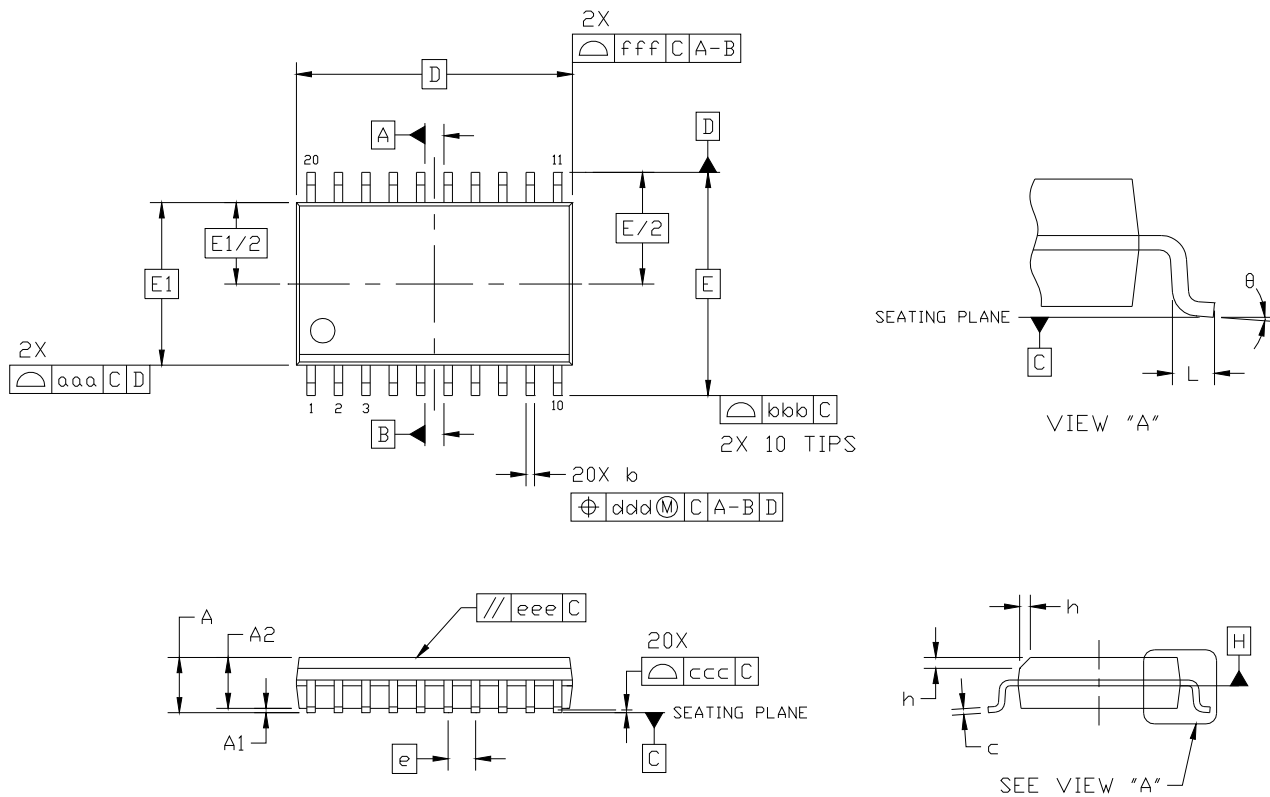 2X
⌓ fff C A-B
D
A
D
20
11
E1/2
E/2
E1
E
θ
SEATING PLANE
C
L
VIEW "A"
2X
⌓ aaa C D
1 2 3
10
B
⌓ bbb C
2X 10 TIPS
20X b
⌖ ddd Ⓜ C A-B D
// eee C
A
A2
20X
⌓ ccc C
SEATING PLANE
A1
e
C
h
H
h
c
SEE VIEW "A"